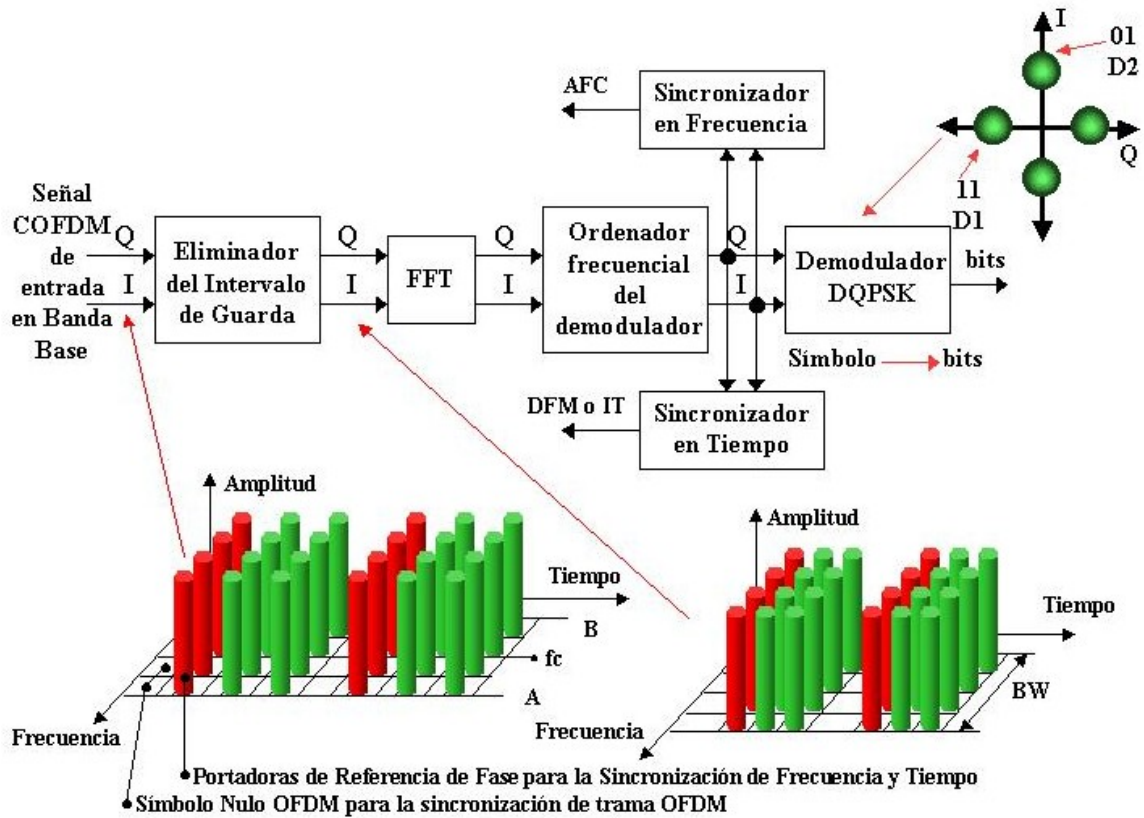 I
01
D2
Q
11
D1
AFC
Sincronizador
en Frecuencia
Señal
COFDM
de
entrada
en Banda
Base
Q
I
Eliminador
del Intervalo
de Guarda
Q
I
FFT
Q
I
Ordenador
frecuencial
del
demodulador
Q
I
Demodulador
DQPSK
bits
Símbolo
bits
DFM o IT
Sincronizador
en Tiempo
Amplitud
Tiempo
B
fc
A
Frecuencia
Amplitud
Tiempo
BW
Frecuencia
Portadoras de Referencia de Fase para la Sincronización de Frecuencia y Tiempo
Símbolo Nulo OFDM para la sincronización de trama OFDM